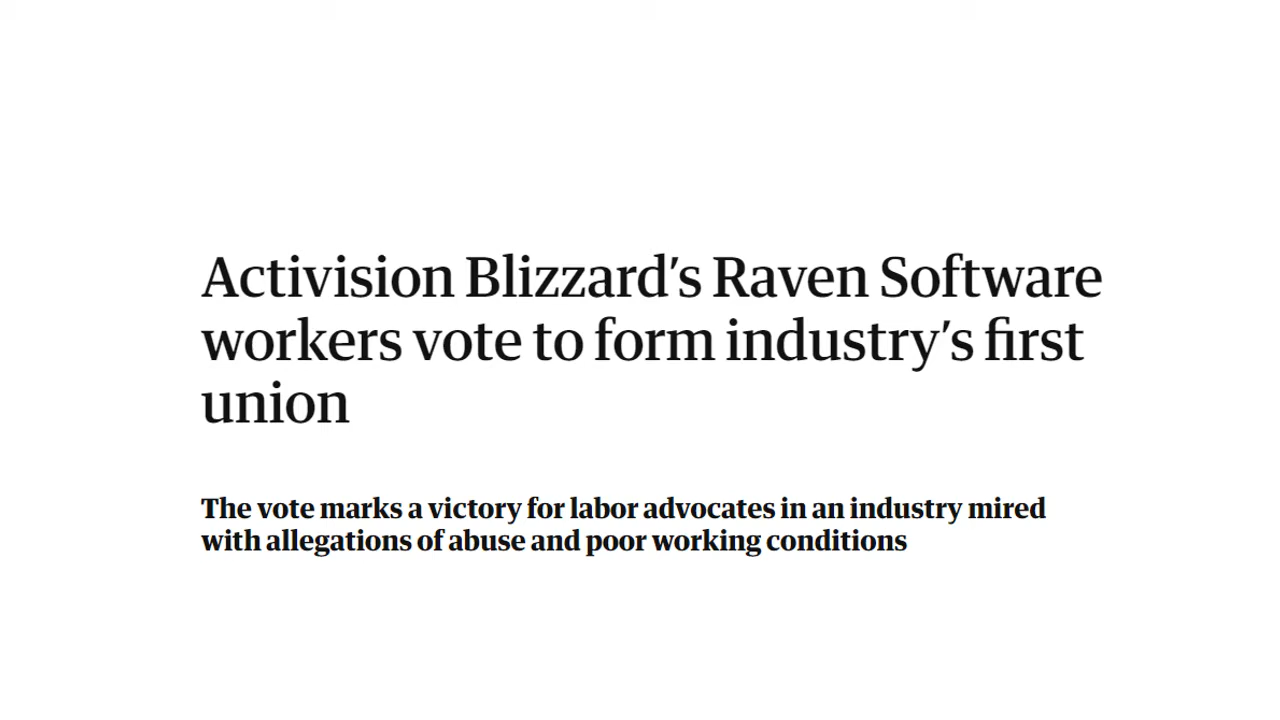 Activision Blizzard’s Raven Software
workers vote to form industry’s first
union
The vote marks a victory for labor advocates in an industry mired
with allegations of abuse and poor working conditions